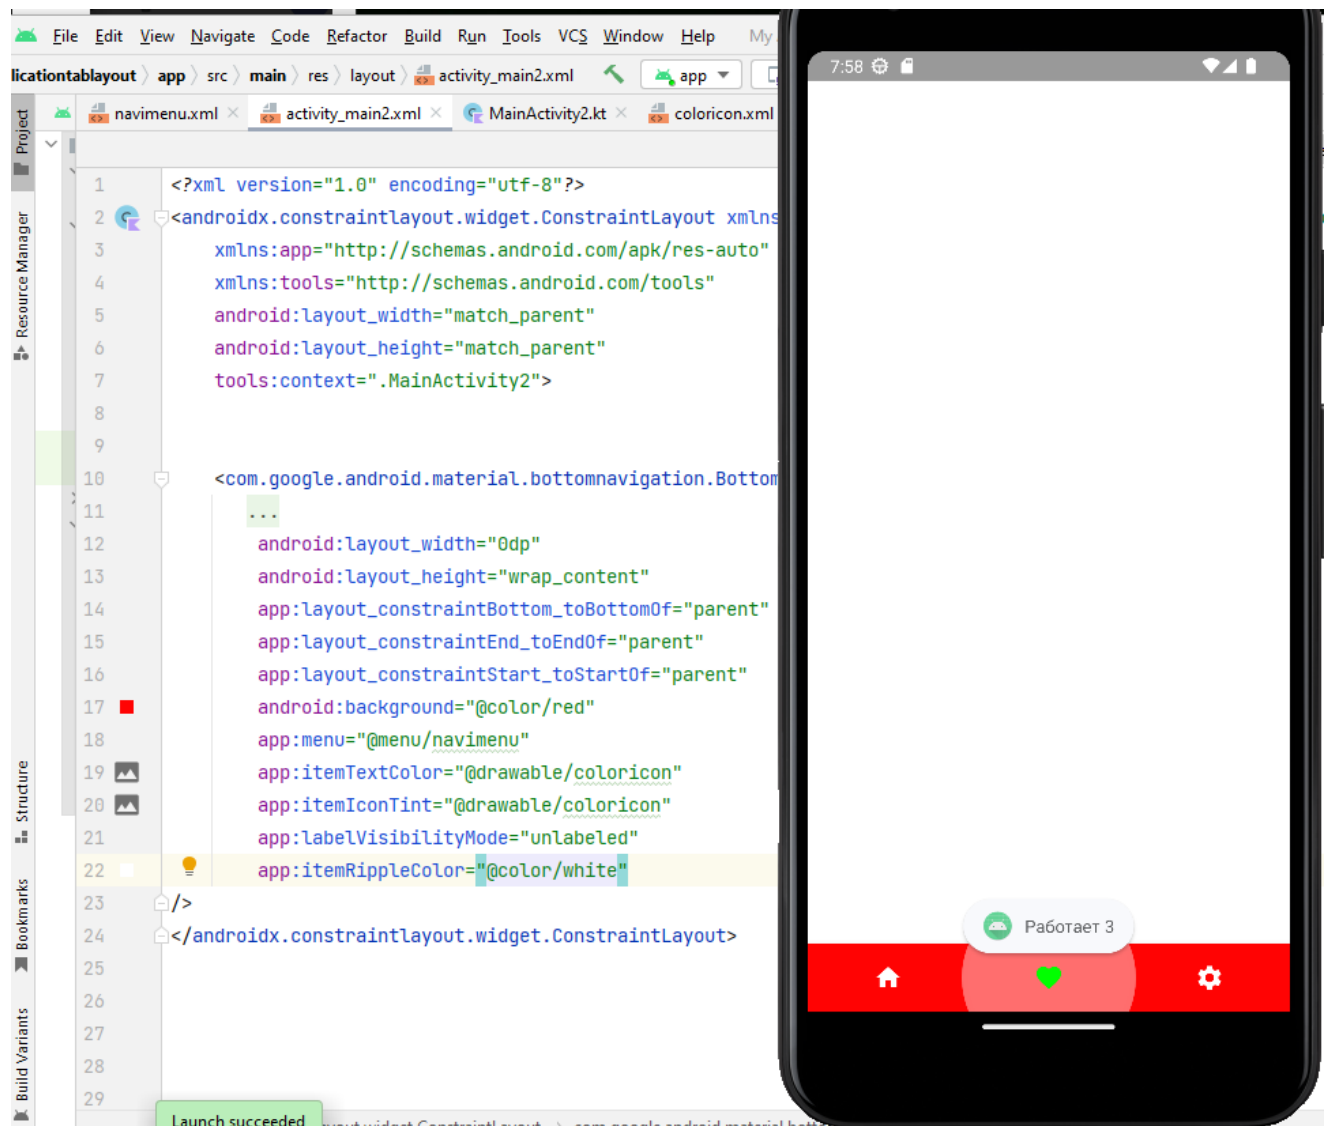 File Edit View Navigate Code Refactor Build Run Tools VCS Window Help My
licationtablayout app src main res layout activity_main2.xml app
navimenu.xml activity_main2.xml MainActivity2.kt coloricon.xml
Project
Resource Manager
Structure
Bookmarks
Build Variants
1 <?xml version="1.0" encoding="utf-8"?>
2 <androidx.constraintlayout.widget.ConstraintLayout xmlns
3 xmlns:app="http://schemas.android.com/apk/res-auto"
4 xmlns:tools="http://schemas.android.com/tools"
5 android:layout_width="match_parent"
6 android:layout_height="match_parent"
7 tools:context=".MainActivity2">
8
9
10 <com.google.android.material.bottomnavigation.Bottom
11 ...
12 android:layout_width="0dp"
13 android:layout_height="wrap_content"
14 app:layout_constraintBottom_toBottomOf="parent"
15 app:layout_constraintEnd_toEndOf="parent"
16 app:layout_constraintStart_toStartOf="parent"
17 android:background="@color/red"
18 app:menu="@menu/navimenu"
19 app:itemTextColor="@drawable/coloricon"
20 app:itemIconTint="@drawable/coloricon"
21 app:labelVisibilityMode="unlabeled"
22 app:itemRippleColor="@color/white"
23 />
24 </androidx.constraintlayout.widget.ConstraintLayout>
25
26
27
28
29
Launch succeeded
7:58
Работает 3